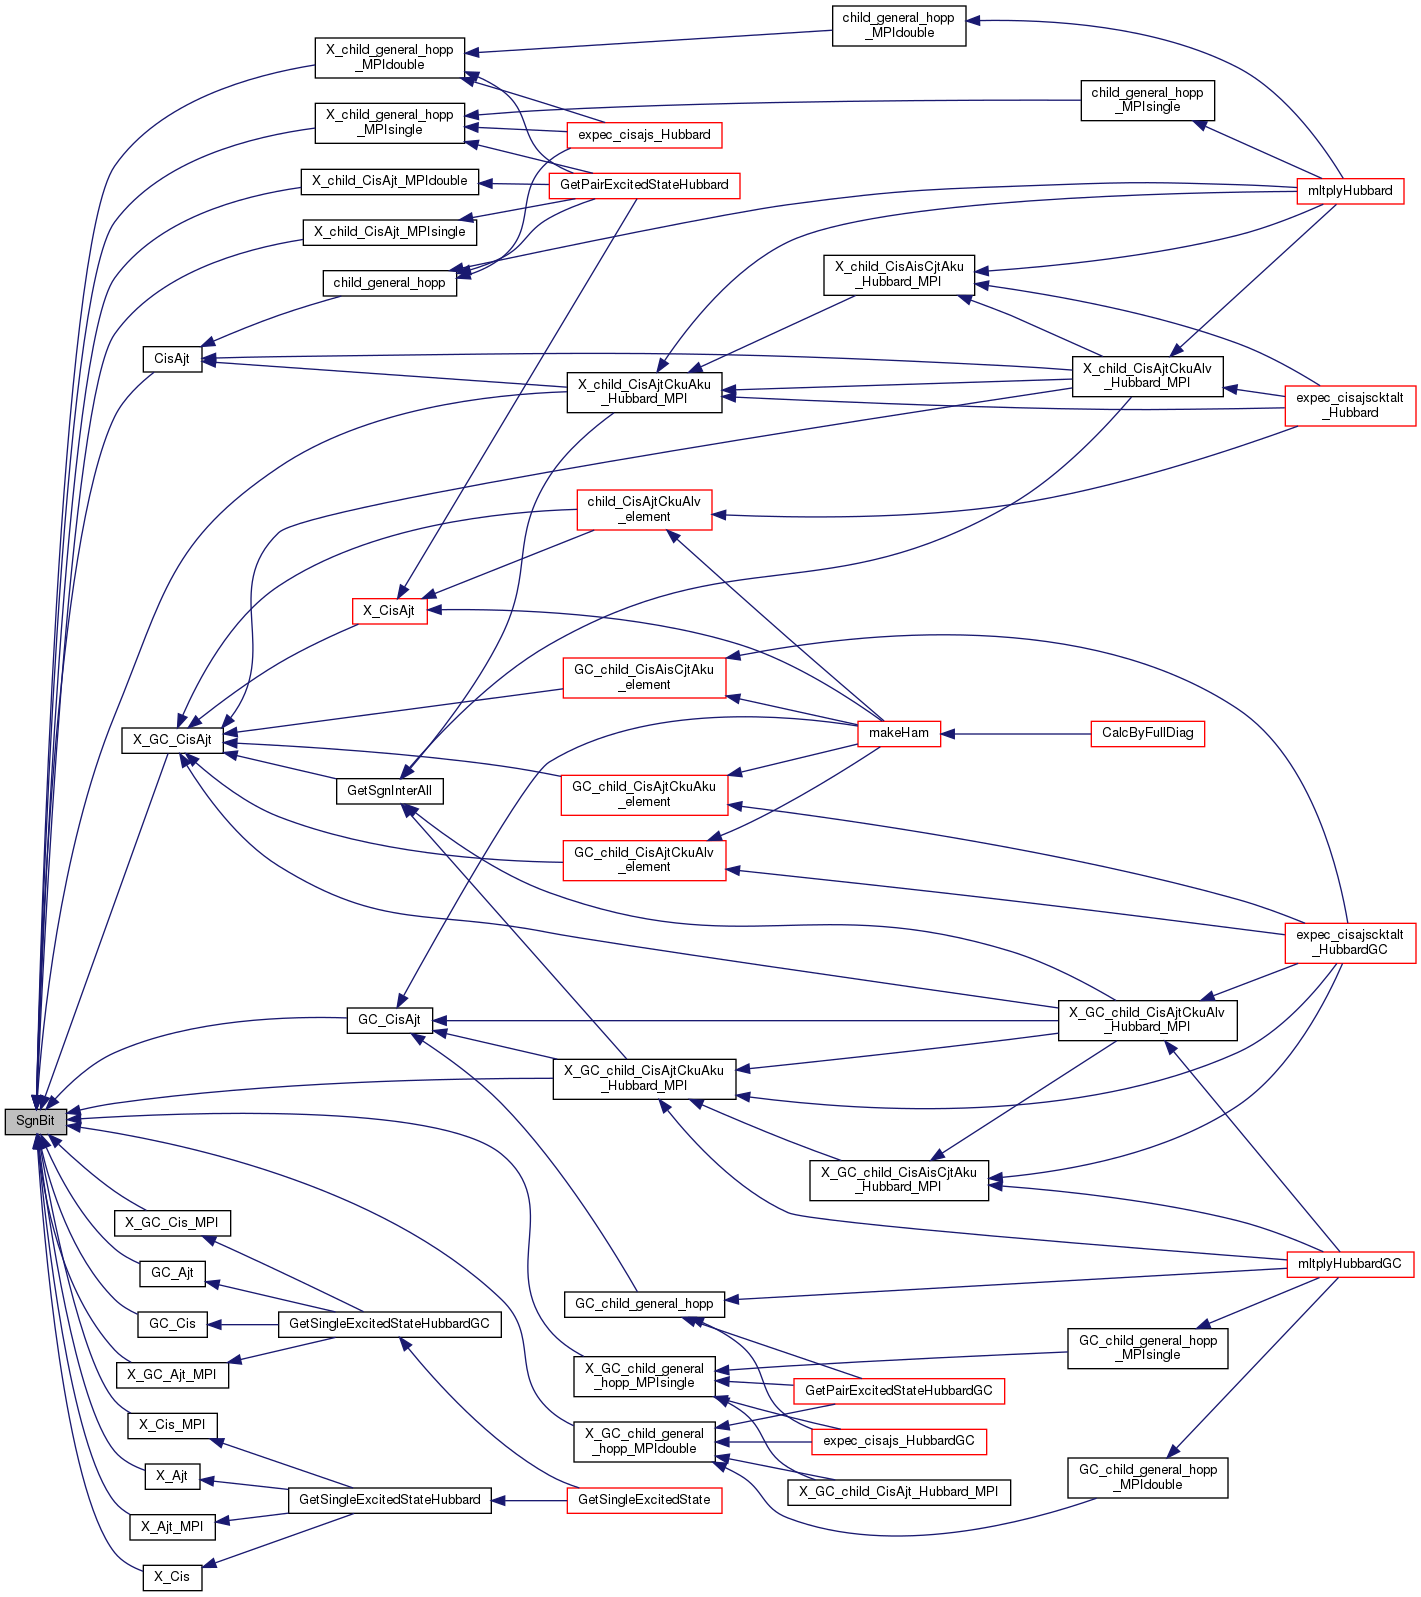 child_general_hopp
_MPIdouble
X_child_general_hopp
_MPIdouble
child_general_hopp
_MPIsingle
X_child_general_hopp
_MPIsingle
expec_cisajs_Hubbard
X_child_CisAjt_MPIdouble
GetPairExcitedStateHubbard
mltplyHubbard
X_child_CisAjt_MPIsingle
child_general_hopp
X_child_CisAisCjtAku
_Hubbard_MPI
CisAjt
X_child_CisAjtCkuAku
_Hubbard_MPI
X_child_CisAjtCkuAlv
_Hubbard_MPI
expec_cisajscktalt
_Hubbard
child_CisAjtCkuAlv
_element
X_CisAjt
GC_child_CisAisCjtAku
_element
X_GC_CisAjt
makeHam
CalcByFullDiag
GetSgnInterAll
GC_child_CisAjtCkuAku
_element
GC_child_CisAjtCkuAlv
_element
expec_cisajscktalt
_HubbardGC
GC_CisAjt
X_GC_child_CisAjtCkuAlv
_Hubbard_MPI
X_GC_child_CisAjtCkuAku
_Hubbard_MPI
SgnBit
X_GC_child_CisAisCjtAku
_Hubbard_MPI
X_GC_Cis_MPI
GC_Ajt
mltplyHubbardGC
GC_child_general_hopp
GC_Cis
GetSingleExcitedStateHubbardGC
GC_child_general_hopp
_MPIsingle
X_GC_Ajt_MPI
X_GC_child_general
_hopp_MPIsingle
GetPairExcitedStateHubbardGC
X_Cis_MPI
X_GC_child_general
_hopp_MPIdouble
expec_cisajs_HubbardGC
X_Ajt
GC_child_general_hopp
_MPIdouble
X_GC_child_CisAjt_Hubbard_MPI
GetSingleExcitedStateHubbard
GetSingleExcitedState
X_Ajt_MPI
X_Cis